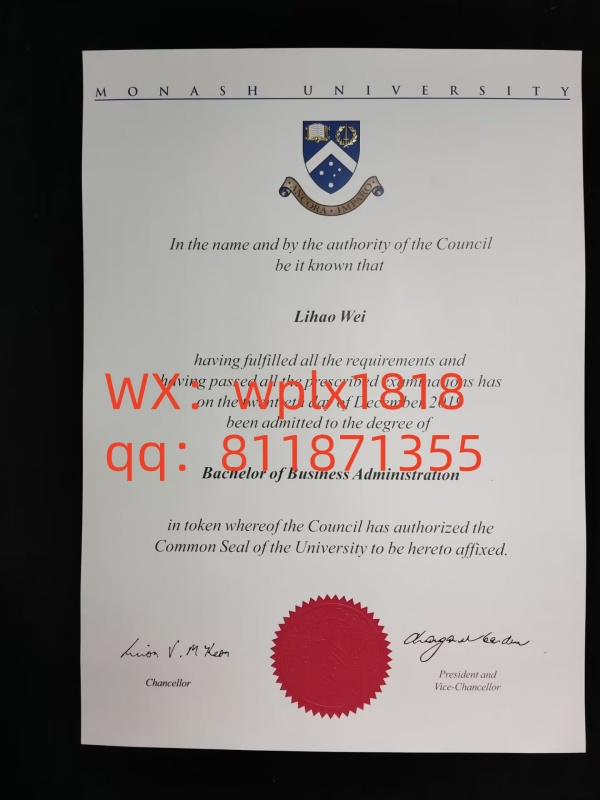 MONASH UNIVERSITY
ANCORA IMPARO
In the name and by the authority of the Council
be it known that
Lihao Wei
having fulfilled all the requirements and
having passed all the prescribed examinations has
WX：wplx1818
on the twentieth day of December 2019
been admitted to the degree of
qq：811871355
Bachelor of Business Administration
in token whereof the Council has authorized the
Common Seal of the University to be hereto affixed.
Chancellor
President and
Vice-Chancellor